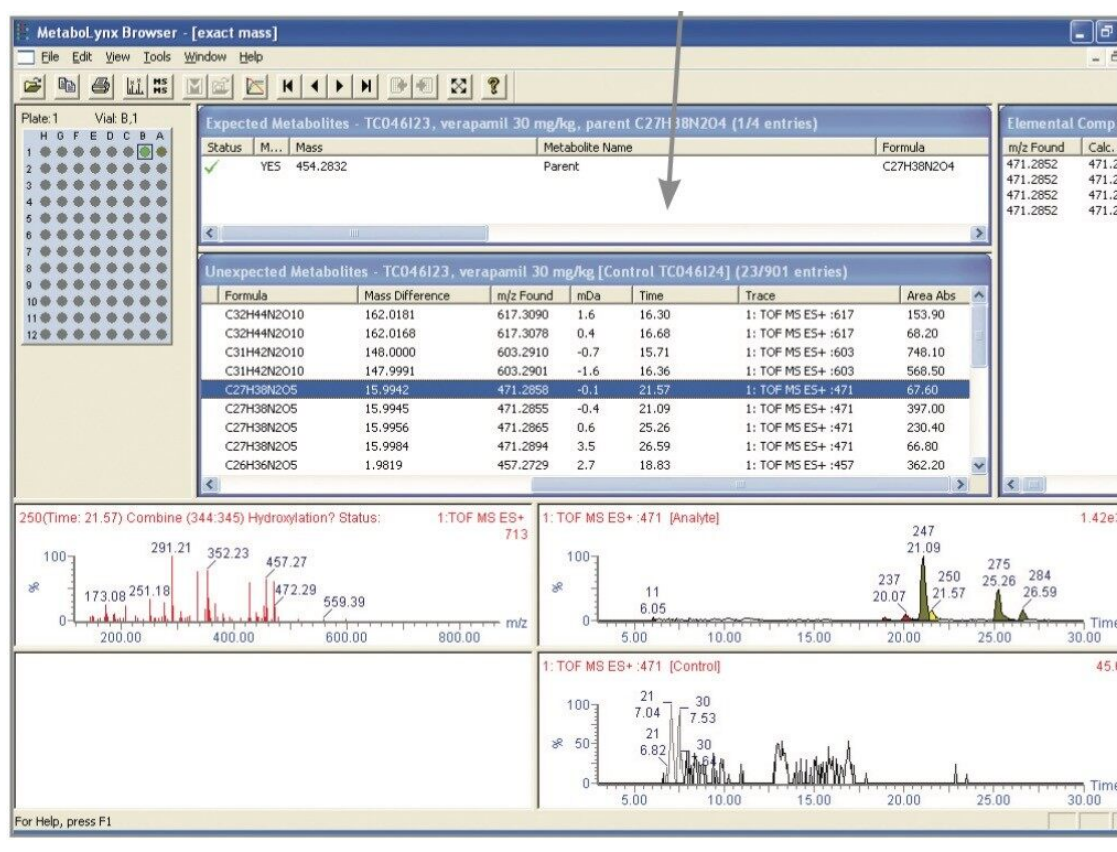 MetaboLynx Browser - [exact mass]
File Edit View Tools Window Help
MS MS
Plate:1 Vial: B,1
H G F E D C B A
1
2
3
4
5
6
7
8
9
10
11
12
Expected Metabolites - TC046I23, verapamil 30 mg/kg, parent C27H38N2O4 (1/4 entries)
Status M... Mass Metabolite Name Formula
YES 454.2832 Parent C27H38N2O4
Elemental Comp
m/z Found Calc.
471.2852 471.2
471.2852 471.2
471.2852 471.2
471.2852 471.2
Unexpected Metabolites - TC046I23, verapamil 30 mg/kg [Control TC046I24] (23/901 entries)
Formula Mass Difference m/z Found mDa Time Trace Area Abs
C32H44N2O10 162.0181 617.3090 1.6 16.30 1: TOF MS ES+ :617 153.90
C32H44N2O10 162.0168 617.3078 0.4 16.68 1: TOF MS ES+ :617 68.20
C31H42N2O10 148.0000 603.2910 -0.7 15.71 1: TOF MS ES+ :603 748.10
C31H42N2O10 147.9991 603.2901 -1.6 16.36 1: TOF MS ES+ :603 568.50
C27H38N2O5 15.9942 471.2858 -0.1 21.57 1: TOF MS ES+ :471 67.60
C27H38N2O5 15.9945 471.2855 -0.4 21.09 1: TOF MS ES+ :471 397.00
C27H38N2O5 15.9956 471.2865 0.6 25.26 1: TOF MS ES+ :471 230.40
C27H38N2O5 15.9984 471.2894 3.5 26.59 1: TOF MS ES+ :471 66.80
C26H36N2O5 1.9819 457.2729 2.7 18.83 1: TOF MS ES+ :457 362.20
250(Time: 21.57) Combine (344:345) Hydroxylation? Status: 1:TOF MS ES+
713
100
%
0
291.21
352.23
457.27
173.08
251.18
472.29
559.39
m/z
200.00 400.00 600.00 800.00
1: TOF MS ES+ :471 [Analyte]
100
%
0
11
6.05
237
20.07
247
21.09
250
21.57
275
25.26
284
26.59
Time
5.00 10.00 15.00 20.00 25.00 30.00
1: TOF MS ES+ :471 [Control]
100
% 50
0
21
7.04
30
7.53
21
6.82
30
Time
5.00 10.00 15.00 20.00 25.00 30.00
For Help, press F1